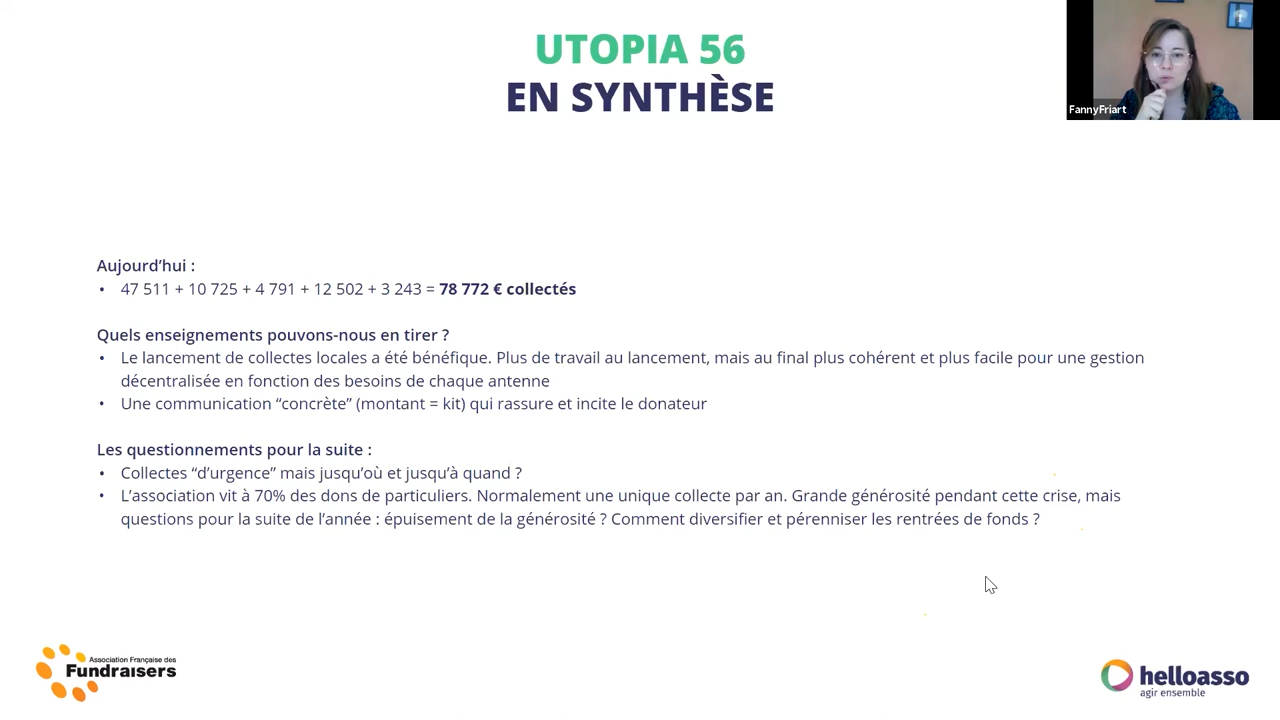 UTOPIA 56
EN SYNTHÈSE
FannyFriart
Aujourd'hui :
• 47 511 + 10 725 + 4 791 + 12 502 + 3 243 = 78 772 € collectés
Quels enseignements pouvons-nous en tirer ?
• Le lancement de collectes locales a été bénéfique. Plus de travail au lancement, mais au final plus cohérent et plus facile pour une gestion
décentralisée en fonction des besoins de chaque antenne
• Une communication “concrète” (montant = kit) qui rassure et incite le donateur
Les questionnements pour la suite :
• Collectes “d'urgence” mais jusqu'où et jusqu'à quand ?
• L'association vit à 70% des dons de particuliers. Normalement une unique collecte par an. Grande générosité pendant cette crise, mais
questions pour la suite de l'année : épuisement de la générosité ? Comment diversifier et pérenniser les rentrées de fonds ?
Association Française des
Fundraisers
helloasso
agir ensemble